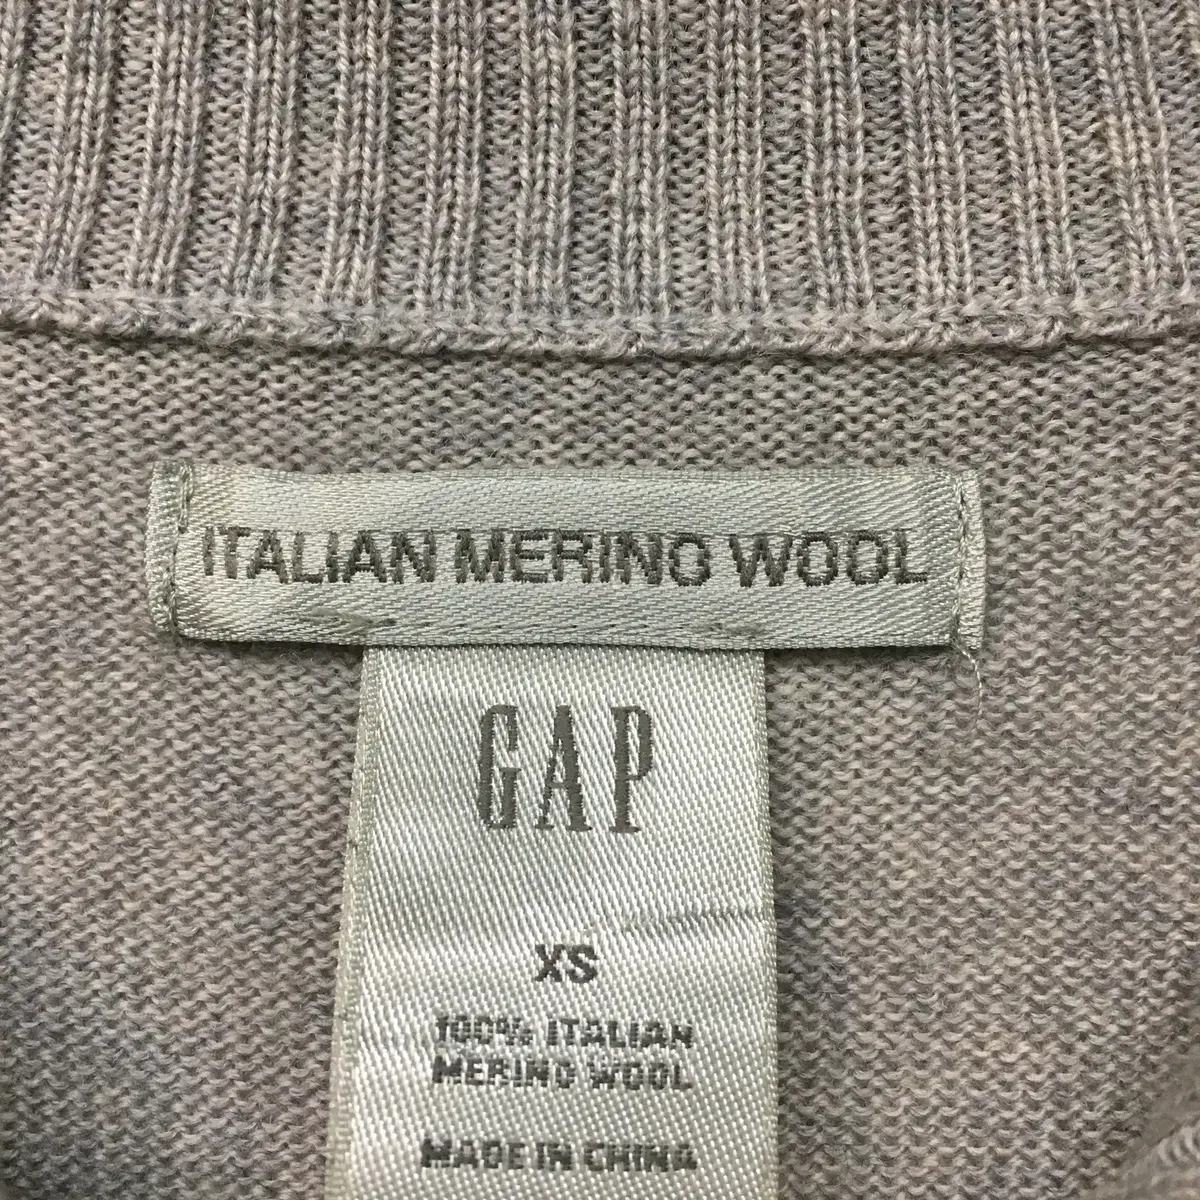 ITALIAN MERINO WOOL
GAP
XS
100% ITALIAN
MERINO WOOL
MADE IN CHINA